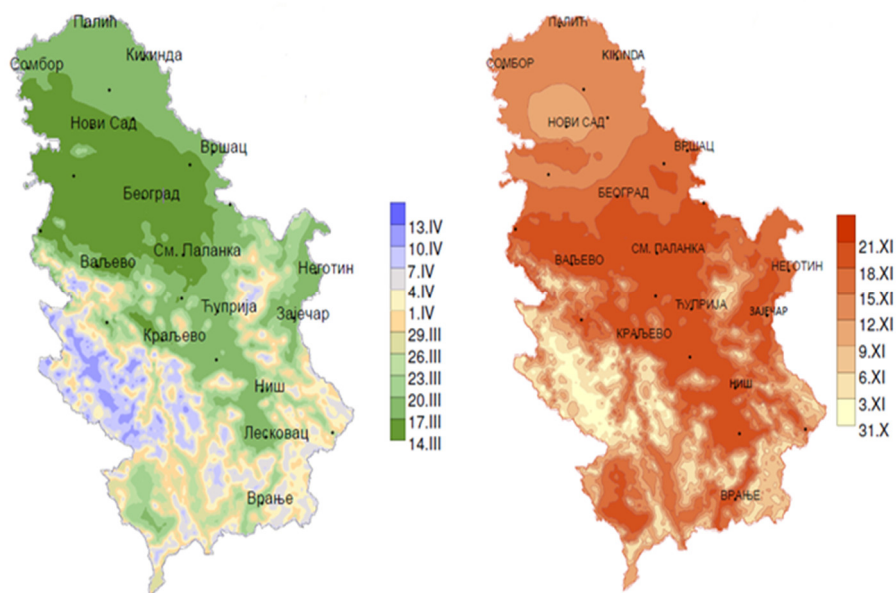 Палић
Кикинда
Сомбор
Нови Сад
Вршац
Београд
См. Паланка
Ваљево
Неготин
Ћуприја
Зајечар
Краљево
Ниш
Лесковац
Врање
13.IV
10.IV
7.IV
4.IV
1.IV
29.III
26.III
23.III
20.III
17.III
14.III
ПАЛИЋ
KIKINDA
СОМБОР
НОВИ САД
ВРШАЦ
БЕОГРАД
СМ. ПАЛАНКА
ВАЉЕВО
НЕГОТИН
ЋУПРИЈА
ЗАЈЕЧАР
КРАЉЕВО
НИШ
ВРАЊЕ
21.XI
18.XI
15.XI
12.XI
9.XI
6.XI
3.XI
31.X